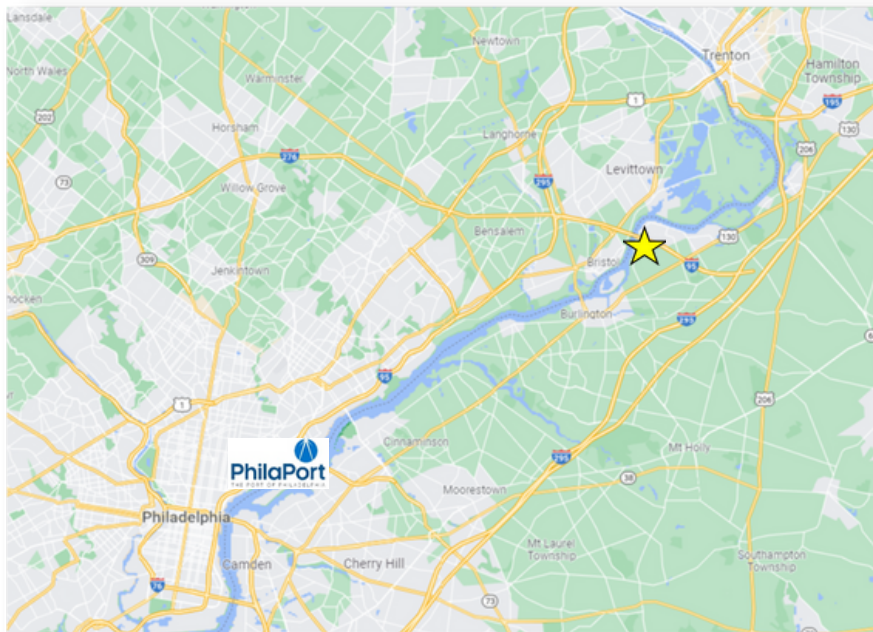 Lansdale
Newtown
Trenton
North Wales
Warminster
Hamilton
Township
1
195
202
Horsham
Langhorne
130
276
206
Levittown
73
Willow Grove
295
Bensalem
130
309
Jenkintown
Bristol
95
Burlington
295
95
206
1
Cinnaminson
Mt Holly
PhilaPort
THE PORT OF PHILADELPHIA
295
38
Moorestown
Philadelphia
Mt Laurel
Township
Camden
Cherry Hill
Southampton
Township
76
73